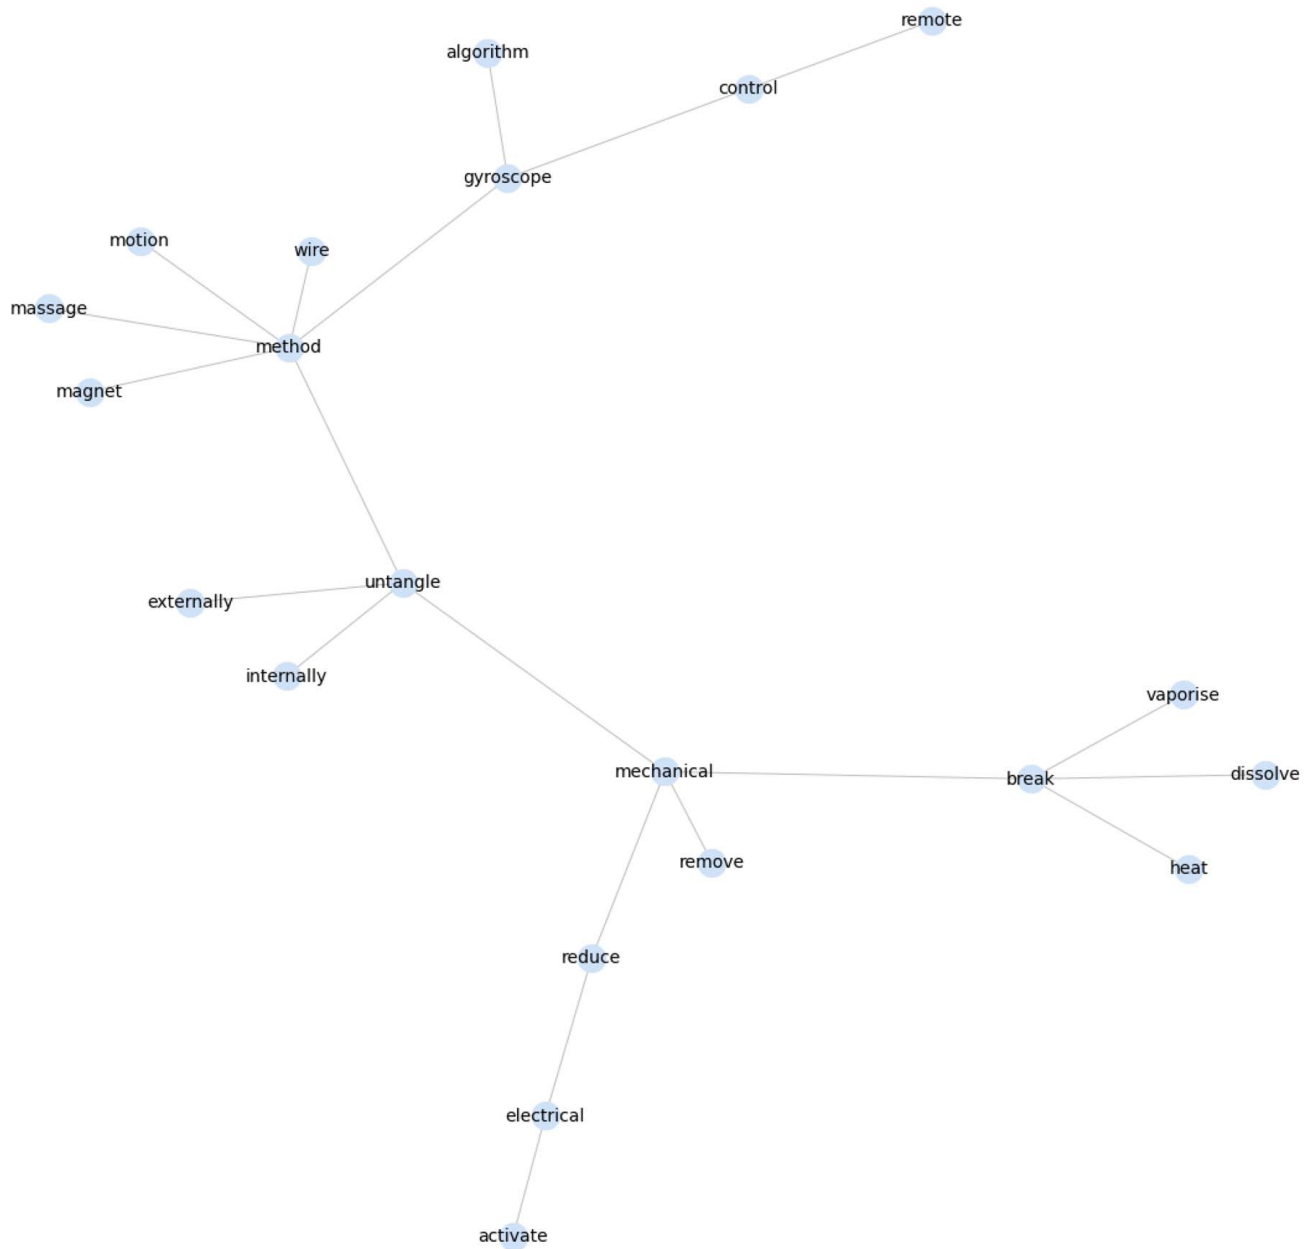 remote
algorithm
control
gyroscope
motion
wire
massage
method
magnet
untangle
externally
internally
vaporise
mechanical
break
dissolve
remove
heat
reduce
electrical
activate